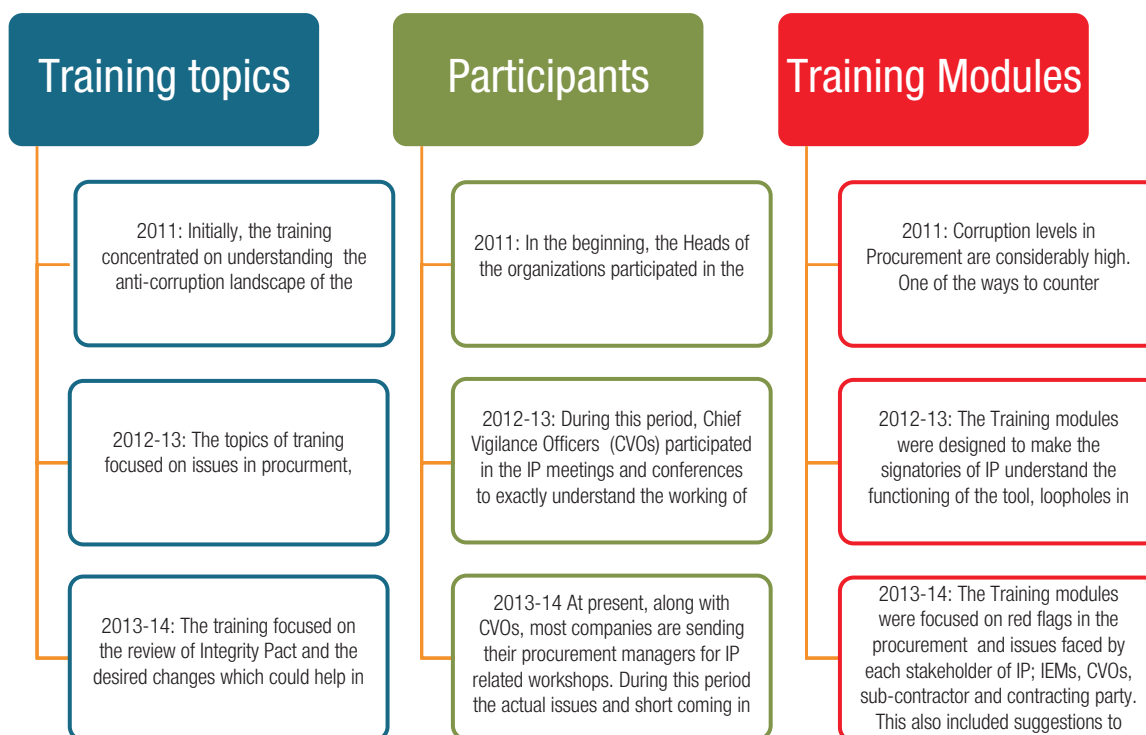 Training topics
2011: Initially, the training
concentrated on understanding the
anti-corruption landscape of the
2012-13: The topics of traning
focused on issues in procurment,
2013-14: The training focused on
the review of Integrity Pact and the
desired changes which could help in
Participants
2011: In the beginning, the Heads of
the organizations participated in the
2012-13: During this period, Chief
Vigilance Officers (CVOs) participated
in the IP meetings and conferences
to exactly understand the working of
2013-14 At present, along with
CVOs, most companies are sending
their procurement managers for IP
related workshops. During this period
the actual issues and short coming in
Training Modules
2011: Corruption levels in
Procurement are considerably high.
One of the ways to counter
2012-13: The Training modules
were designed to make the
signatories of IP understand the
functioning of the tool, loopholes in
2013-14: The Training modules
were focused on red flags in the
procurement and issues faced by
each stakeholder of IP; IEMs, CVOs,
sub-contractor and contracting party.
This also included suggestions to